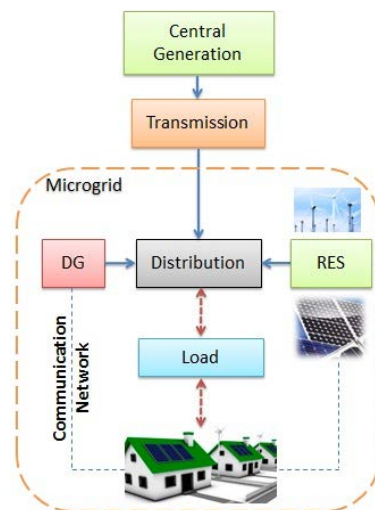 Central
Generation
Transmission
Microgrid
DG
Distribution
RES
Load
Communication
Network